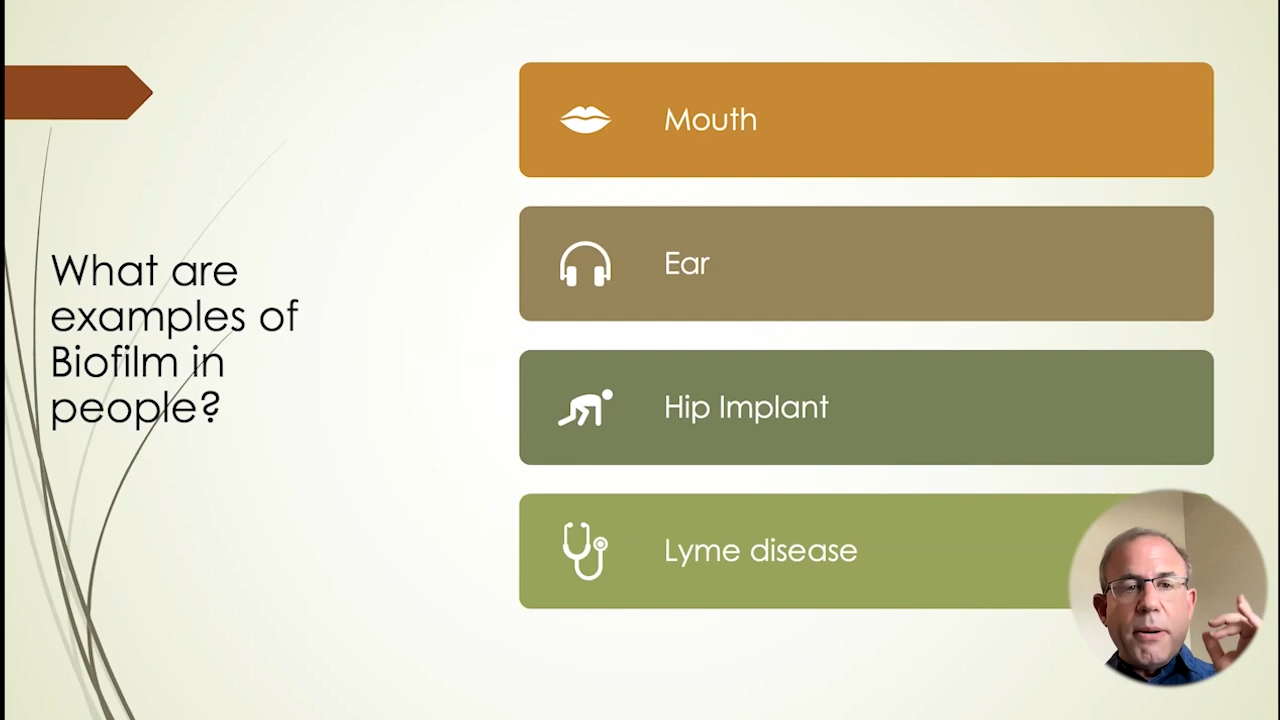 What are
examples of
Biofilm in
people?
Mouth
Ear
Hip Implant
Lyme disease